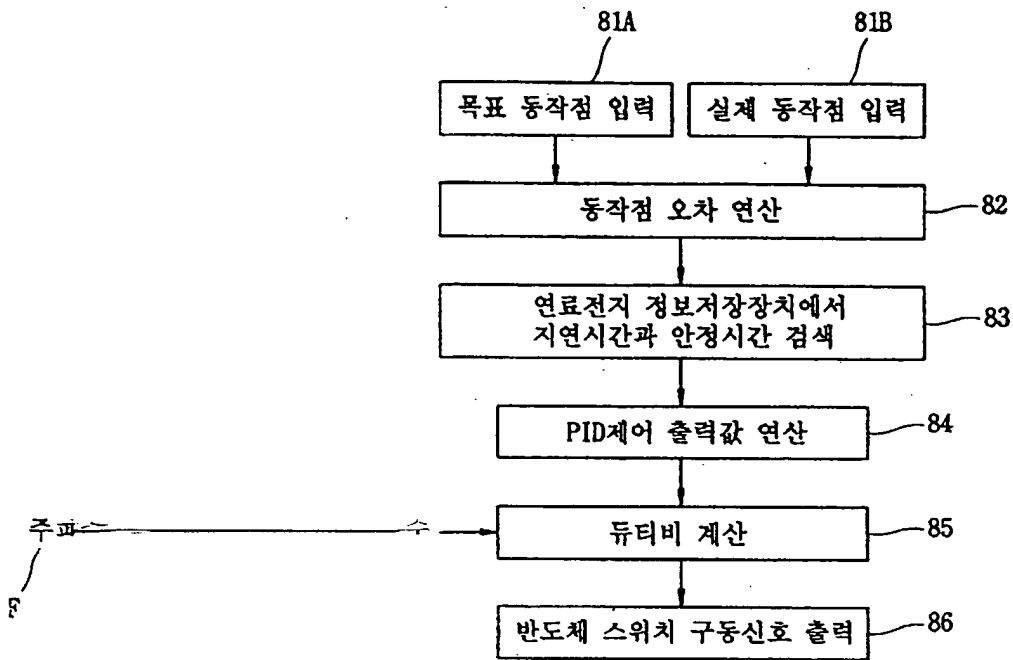 81A
81B
목표 동작점 입력
실제 동작점 입력
동작점 오차 연산
82
연료전지 정보저장장치에서
지연시간과 안정시간 검색
83
PID제어 출력값 연산
84
듀티비 계산
85
반도체 스위치 구동신호 출력
86